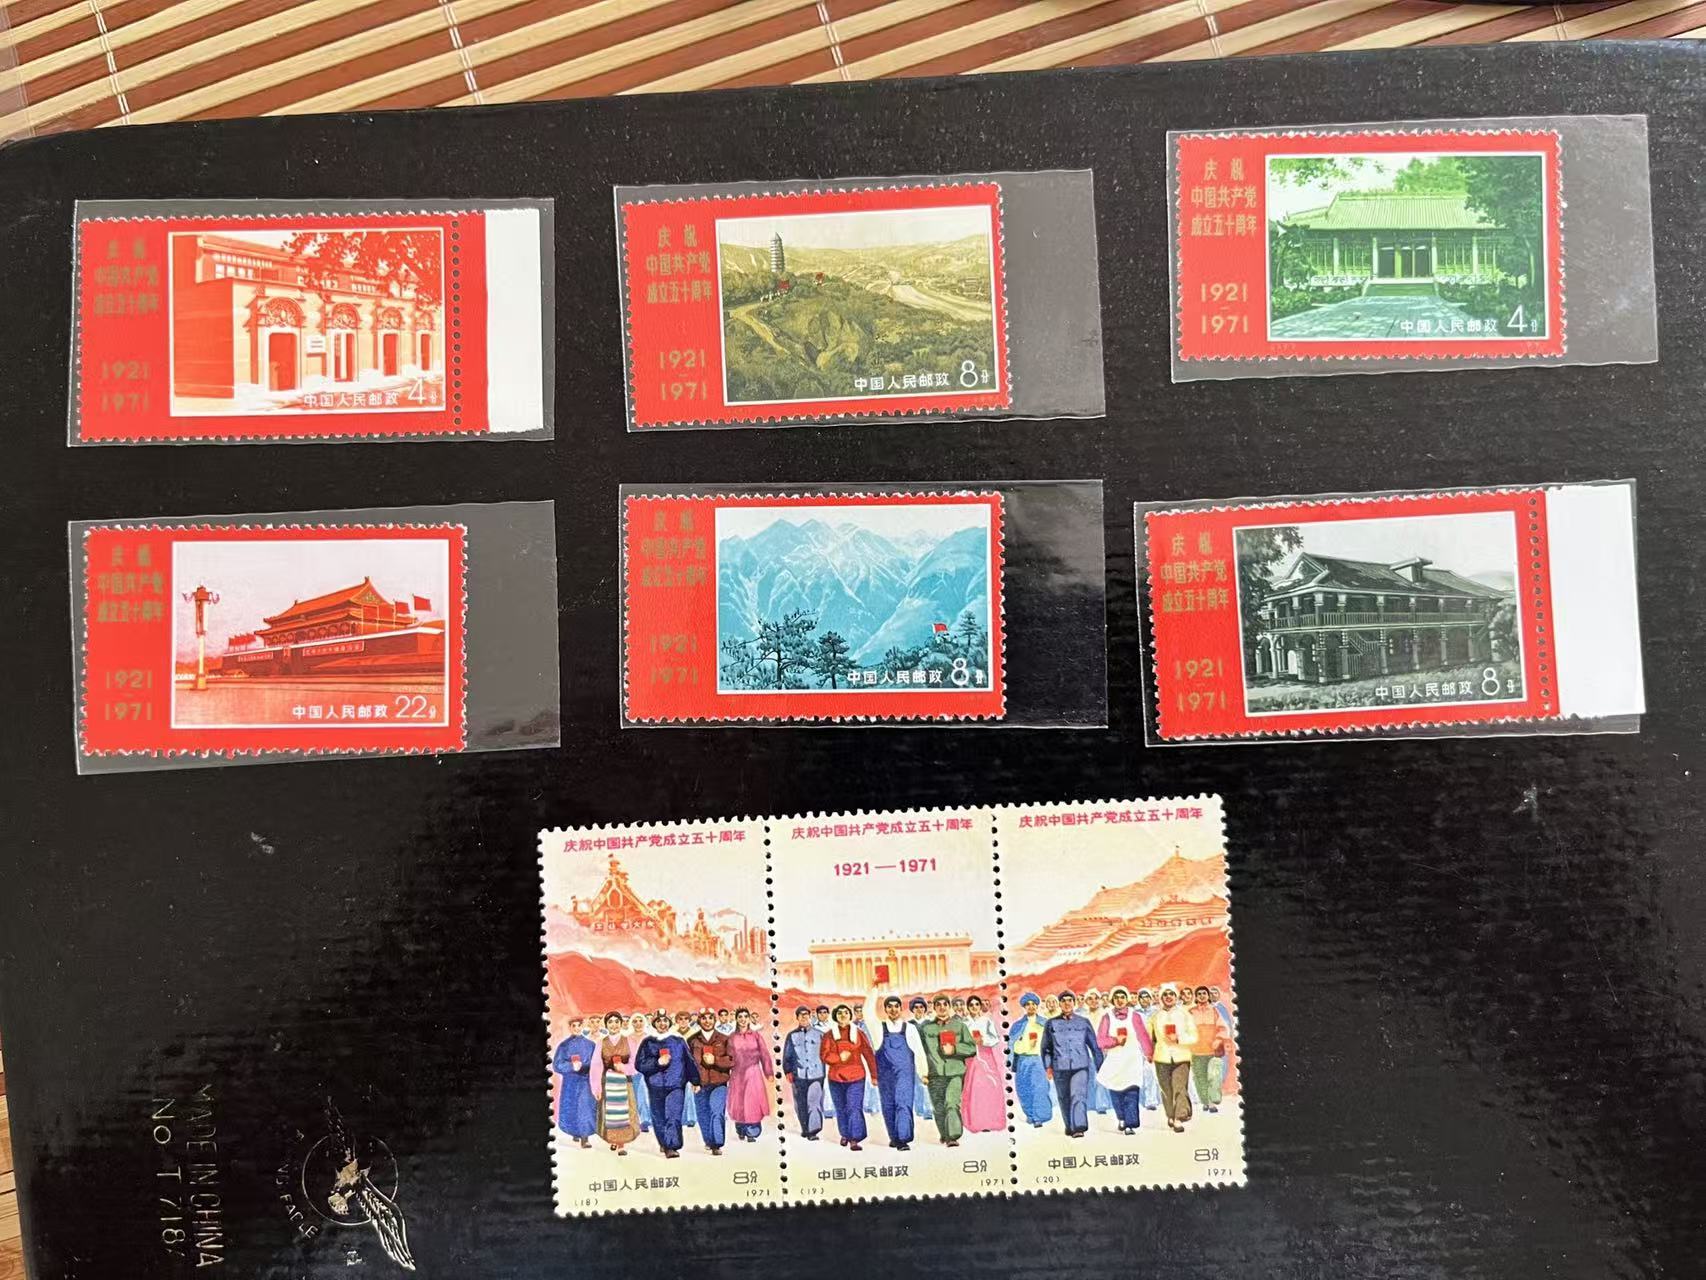 庆祝
中国共产党
成立五十周年
1921
1971
中国人民邮政 4分
庆祝
中国共产党
成立五十周年
1921
1971
中国人民邮政 8分
庆祝
中国共产党
成立五十周年
1921
1971
中国人民邮政 4分
庆祝
中国共产党
成立五十周年
1921
1971
中国人民邮政 22分
庆祝
中国共产党
成立五十周年
1921
1971
中国人民邮政 8分
庆祝
中国共产党
成立五十周年
1921
1971
中国人民邮政 8分
庆祝中国共产党成立五十周年
中国人民邮政 8分
(18) 1971
庆祝中国共产党成立五十周年
1921—1971
中国人民邮政 8分
(19) 1971
庆祝中国共产党成立五十周年
中国人民邮政 8分
(20) 1971
MADE IN CHINA